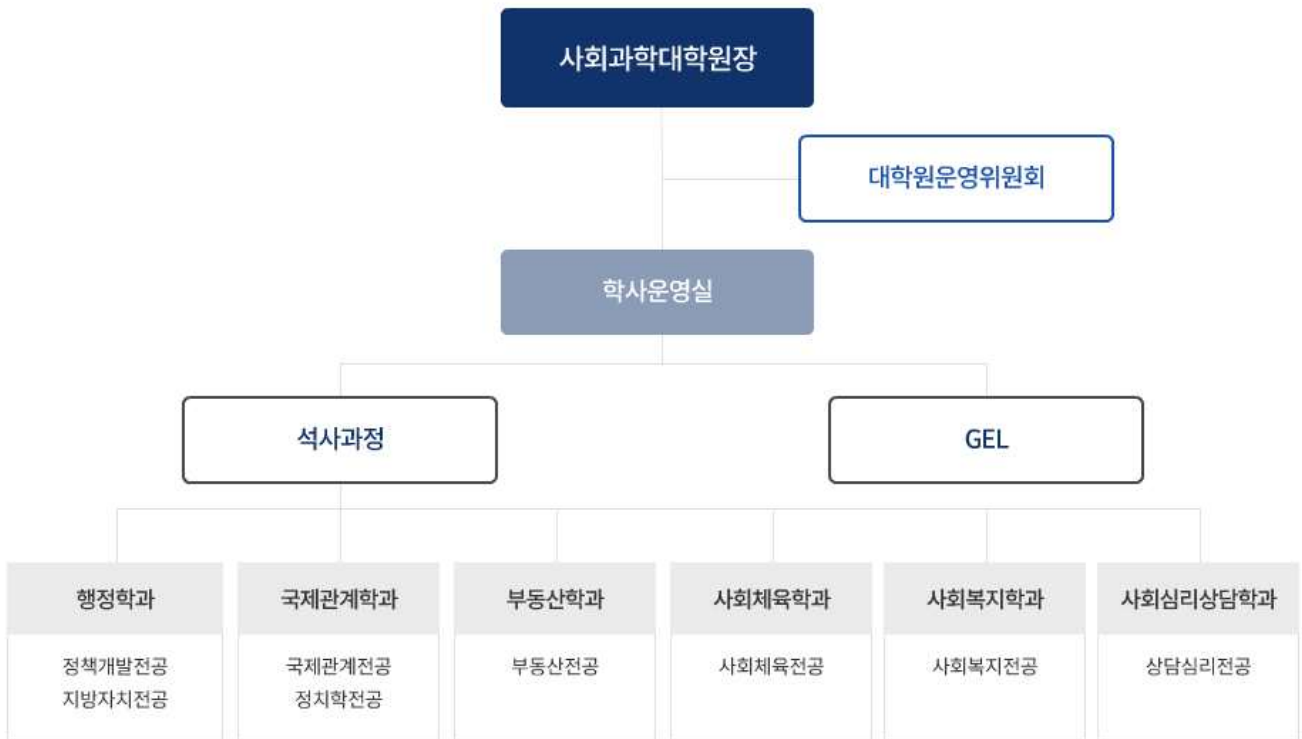 사회과학대학원장
대학원운영위원회
학사운영실
석사과정
GEL
행정학과
정책개발전공
지방자치전공
국제관계학과
국제관계전공
정치학전공
부동산학과
부동산전공
사회체육학과
사회체육전공
사회복지학과
사회복지전공
사회심리상담학과
상담심리전공